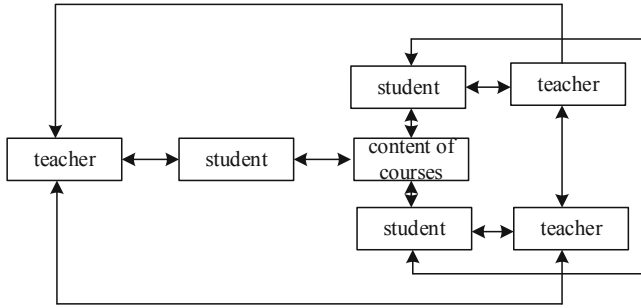 student
teacher
teacher
student
content of
courses
student
teacher